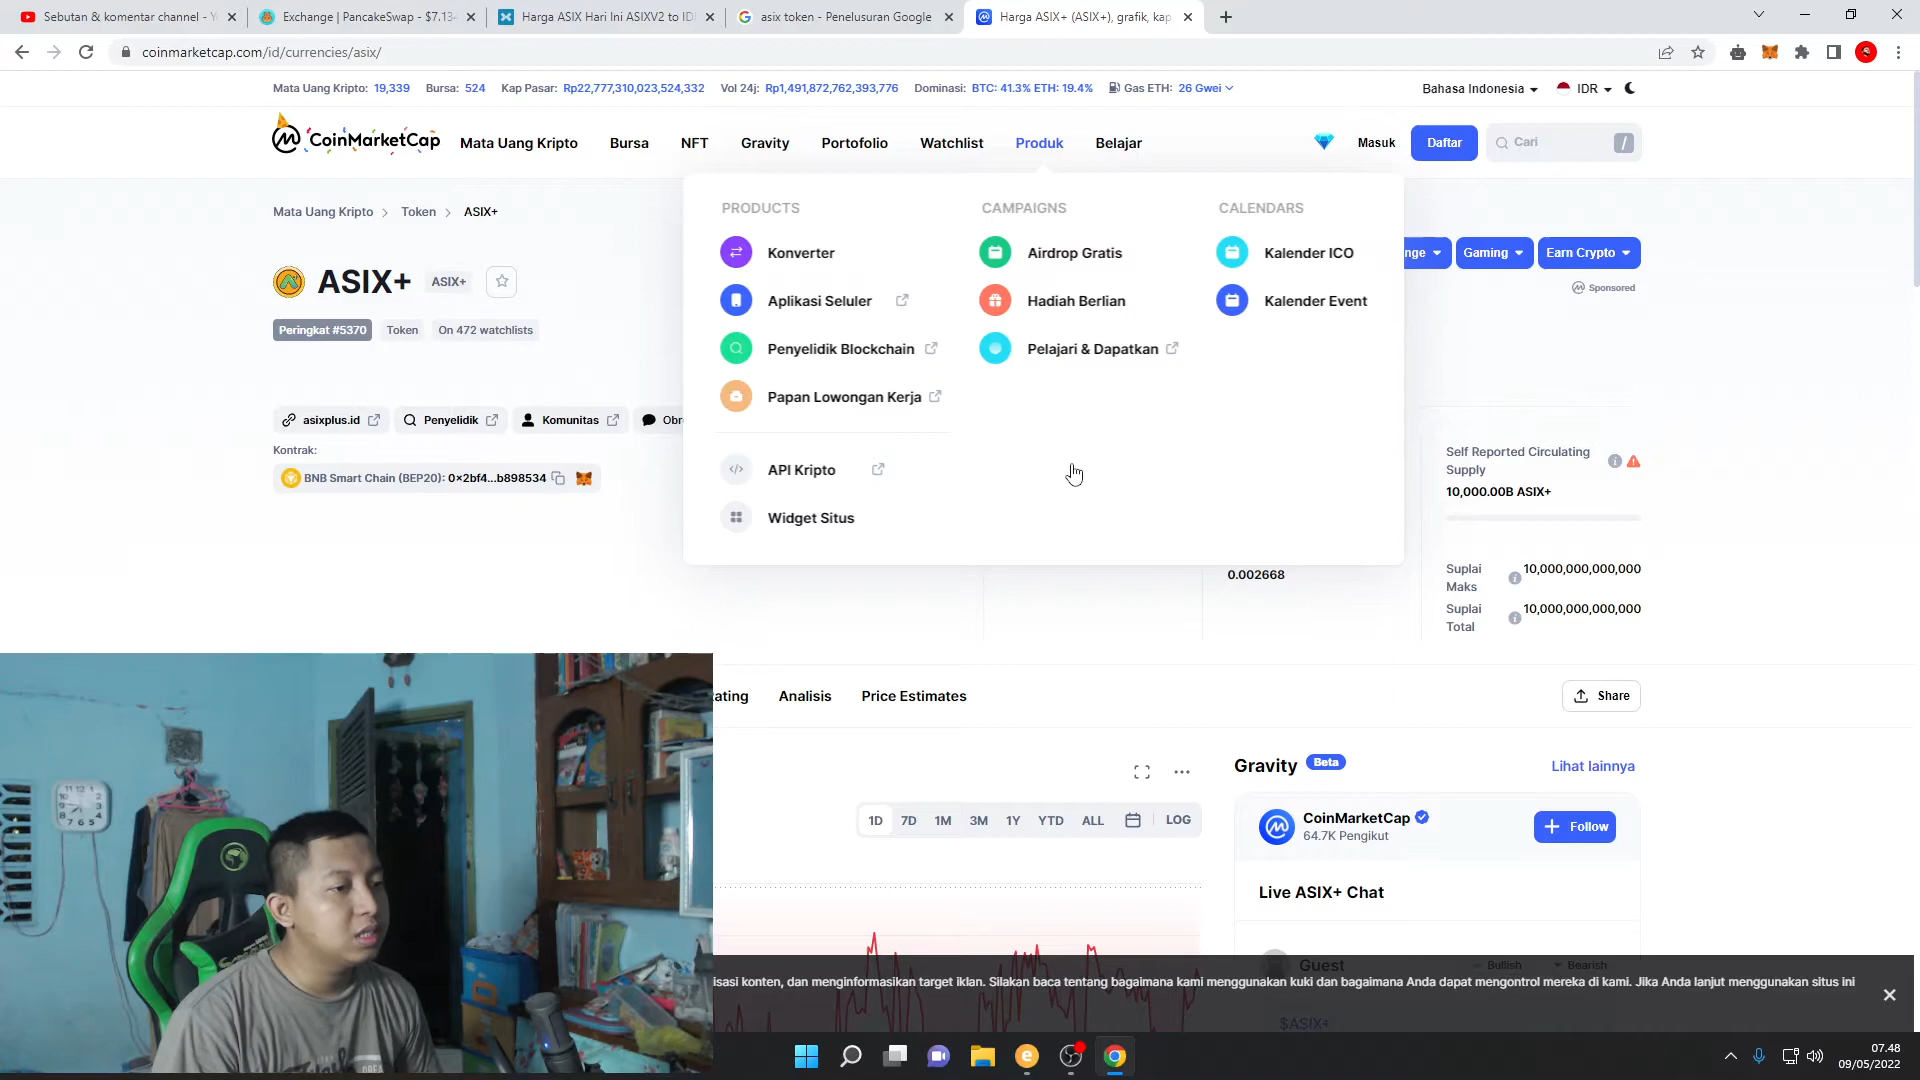 Sebutan & komentar channel - Y
Exchange | PancakeSwap - $7.134
Harga ASIX Hari Ini ASIXV2 to ID
asix token - Penelusuran Google
Harga ASIX+ (ASIX+), grafik, kap
coinmarketcap.com/id/currencies/asix/
Mata Uang Kripto: 19,339 Bursa: 524 Kap Pasar: Rp22,777,310,023,524,332 Vol 24j: Rp1,491,872,762,393,776 Dominasi: BTC: 41.3% ETH: 19.4% Gas ETH: 26 Gwei
Bahasa Indonesia IDR
CoinMarketCap Mata Uang Kripto Bursa NFT Gravity Portofolio Watchlist Produk Belajar Masuk Daftar Cari /
Mata Uang Kripto > Token > ASIX+
ASIX+ ASIX+
Peringkat #5370 Token On 472 watchlists
asixplus.id Penyelidik Komunitas Obr
Kontrak:
BNB Smart Chain (BEP20): 0x2bf4...b898534
PRODUCTS
Konverter
Aplikasi Seluler
Penyelidik Blockchain
Papan Lowongan Kerja
API Kripto
Widget Situs
CAMPAIGNS
Airdrop Gratis
Hadiah Berlian
Pelajari & Dapatkan
CALENDARS
Kalender ICO
Kalender Event
nge Gaming Earn Crypto
Sponsored
Self Reported Circulating
Supply
10,000.00B ASIX+
0.002668
Suplai
Maks
10,000,000,000,000
Suplai
Total
10,000,000,000,000
ating Analisis Price Estimates
Share
1D 7D 1M 3M 1Y YTD ALL LOG
Gravity Beta Lihat lainnya
CoinMarketCap
64.7K Pengikut
+ Follow
Live ASIX+ Chat
Guest Bullish Bearish
isasi konten, dan menginformasikan target iklan. Silakan baca tentang bagaimana kami menggunakan kuki dan bagaimana Anda dapat mengontrol mereka di kami. Jika Anda lanjut menggunakan situs ini
$ASIX+
07.48
09/05/2022